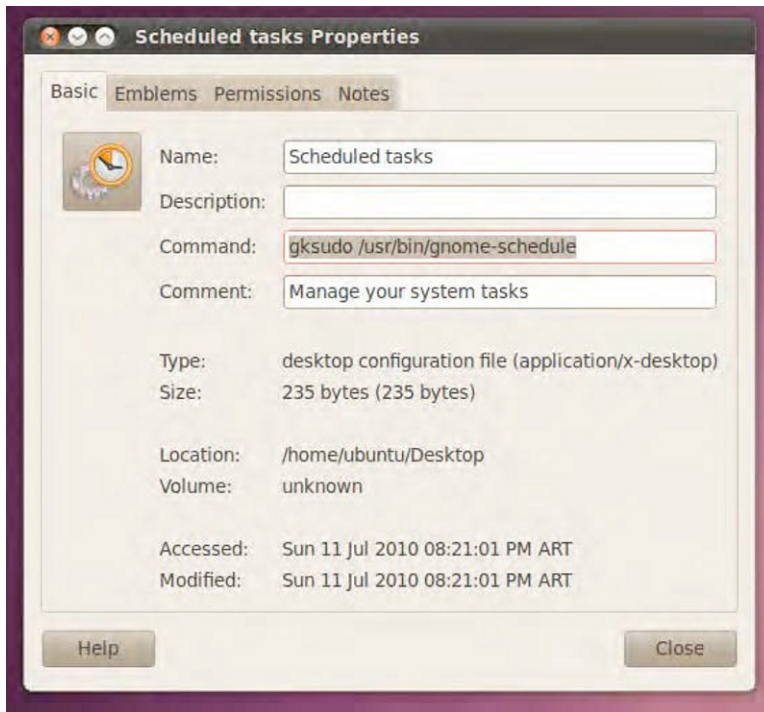 Scheduled tasks Properties
Basic Emblems Permissions Notes
Name: Scheduled tasks
Description:
Command: gksudo /usr/bin/gnome-schedule
Comment: Manage your system tasks
Type: desktop configuration file (application/x-desktop)
Size: 235 bytes (235 bytes)
Location: /home/ubuntu/Desktop
Volume: unknown
Accessed: Sun 11 Jul 2010 08:21:01 PM ART
Modified: Sun 11 Jul 2010 08:21:01 PM ART
Help Close